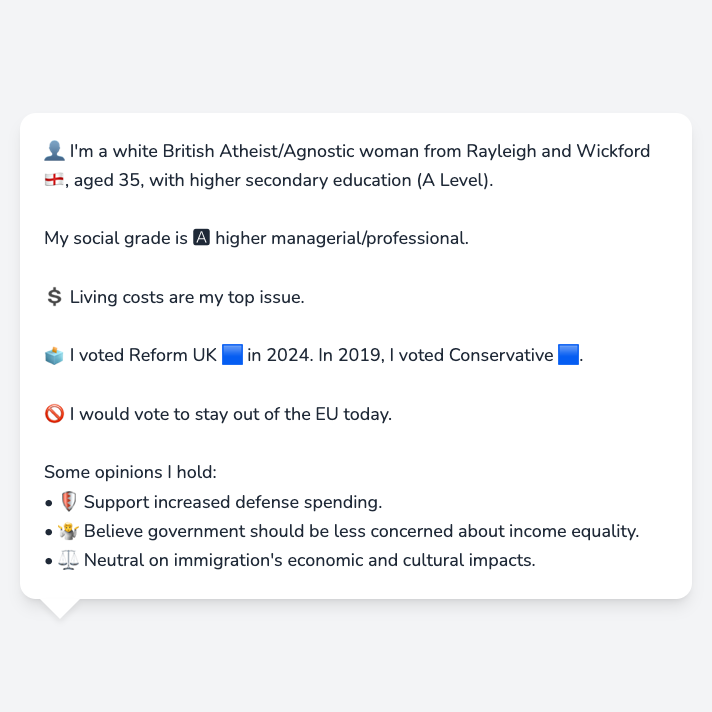 👤 I'm a white British Atheist/Agnostic woman from Rayleigh and Wickford
🏴󠁧󠁢󠁥󠁮󠁧󠁿, aged 35, with higher secondary education (A Level).
My social grade is 🅰 higher managerial/professional.
💲 Living costs are my top issue.
🗳️ I voted Reform UK 🟦 in 2024. In 2019, I voted Conservative 🟦.
🚫 I would vote to stay out of the EU today.
Some opinions I hold:
• 🛡️ Support increased defense spending.
• 🤷 Believe government should be less concerned about income equality.
• ⚖️ Neutral on immigration's economic and cultural impacts.